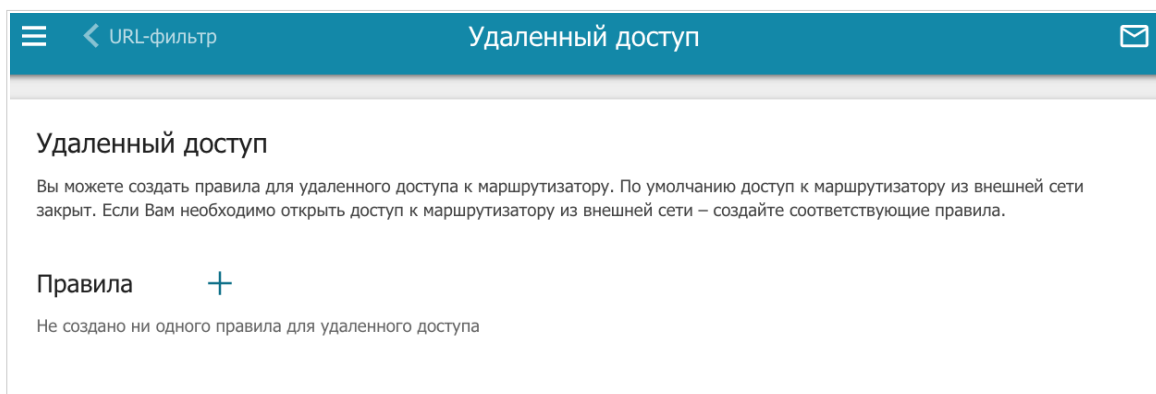 URL-фильтр
Удаленный доступ
Удаленный доступ
Вы можете создать правила для удаленного доступа к маршрутизатору. По умолчанию доступ к маршрутизатору из внешней сети
закрыт. Если Вам необходимо открыть доступ к маршрутизатору из внешней сети – создайте соответствующие правила.
Правила
Не создано ни одного правила для удаленного доступа